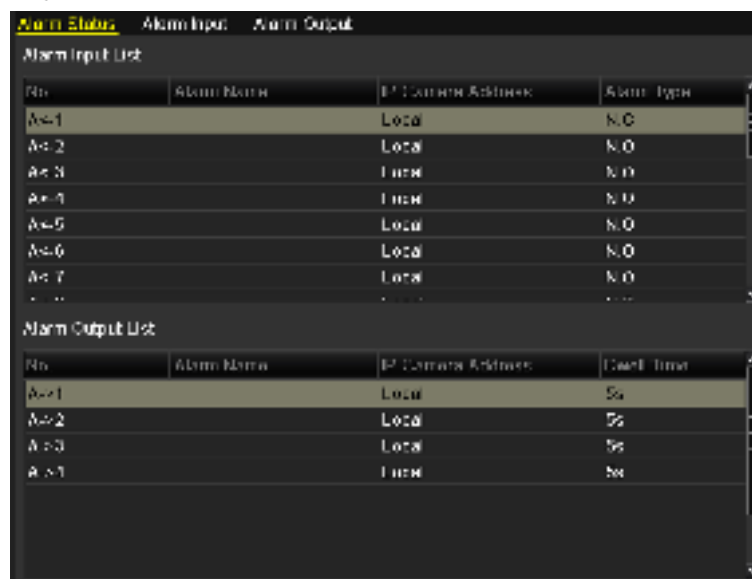 Alarm Status Alarm Input Alarm Output
Alarm Input List
No. Alarm Name IP Camera Address Alarm Type
A<-1 Local N.O
A<-2 Local N.O
A<-3 Local N.O
A<-4 Local N.O
A<-5 Local N.O
A<-6 Local N.O
A<-7 Local N.O
Alarm Output List
No. Alarm Name IP Camera Address Dwell Time
A->1 Local 5s
A->2 Local 5s
A->3 Local 5s
A->4 Local 5s